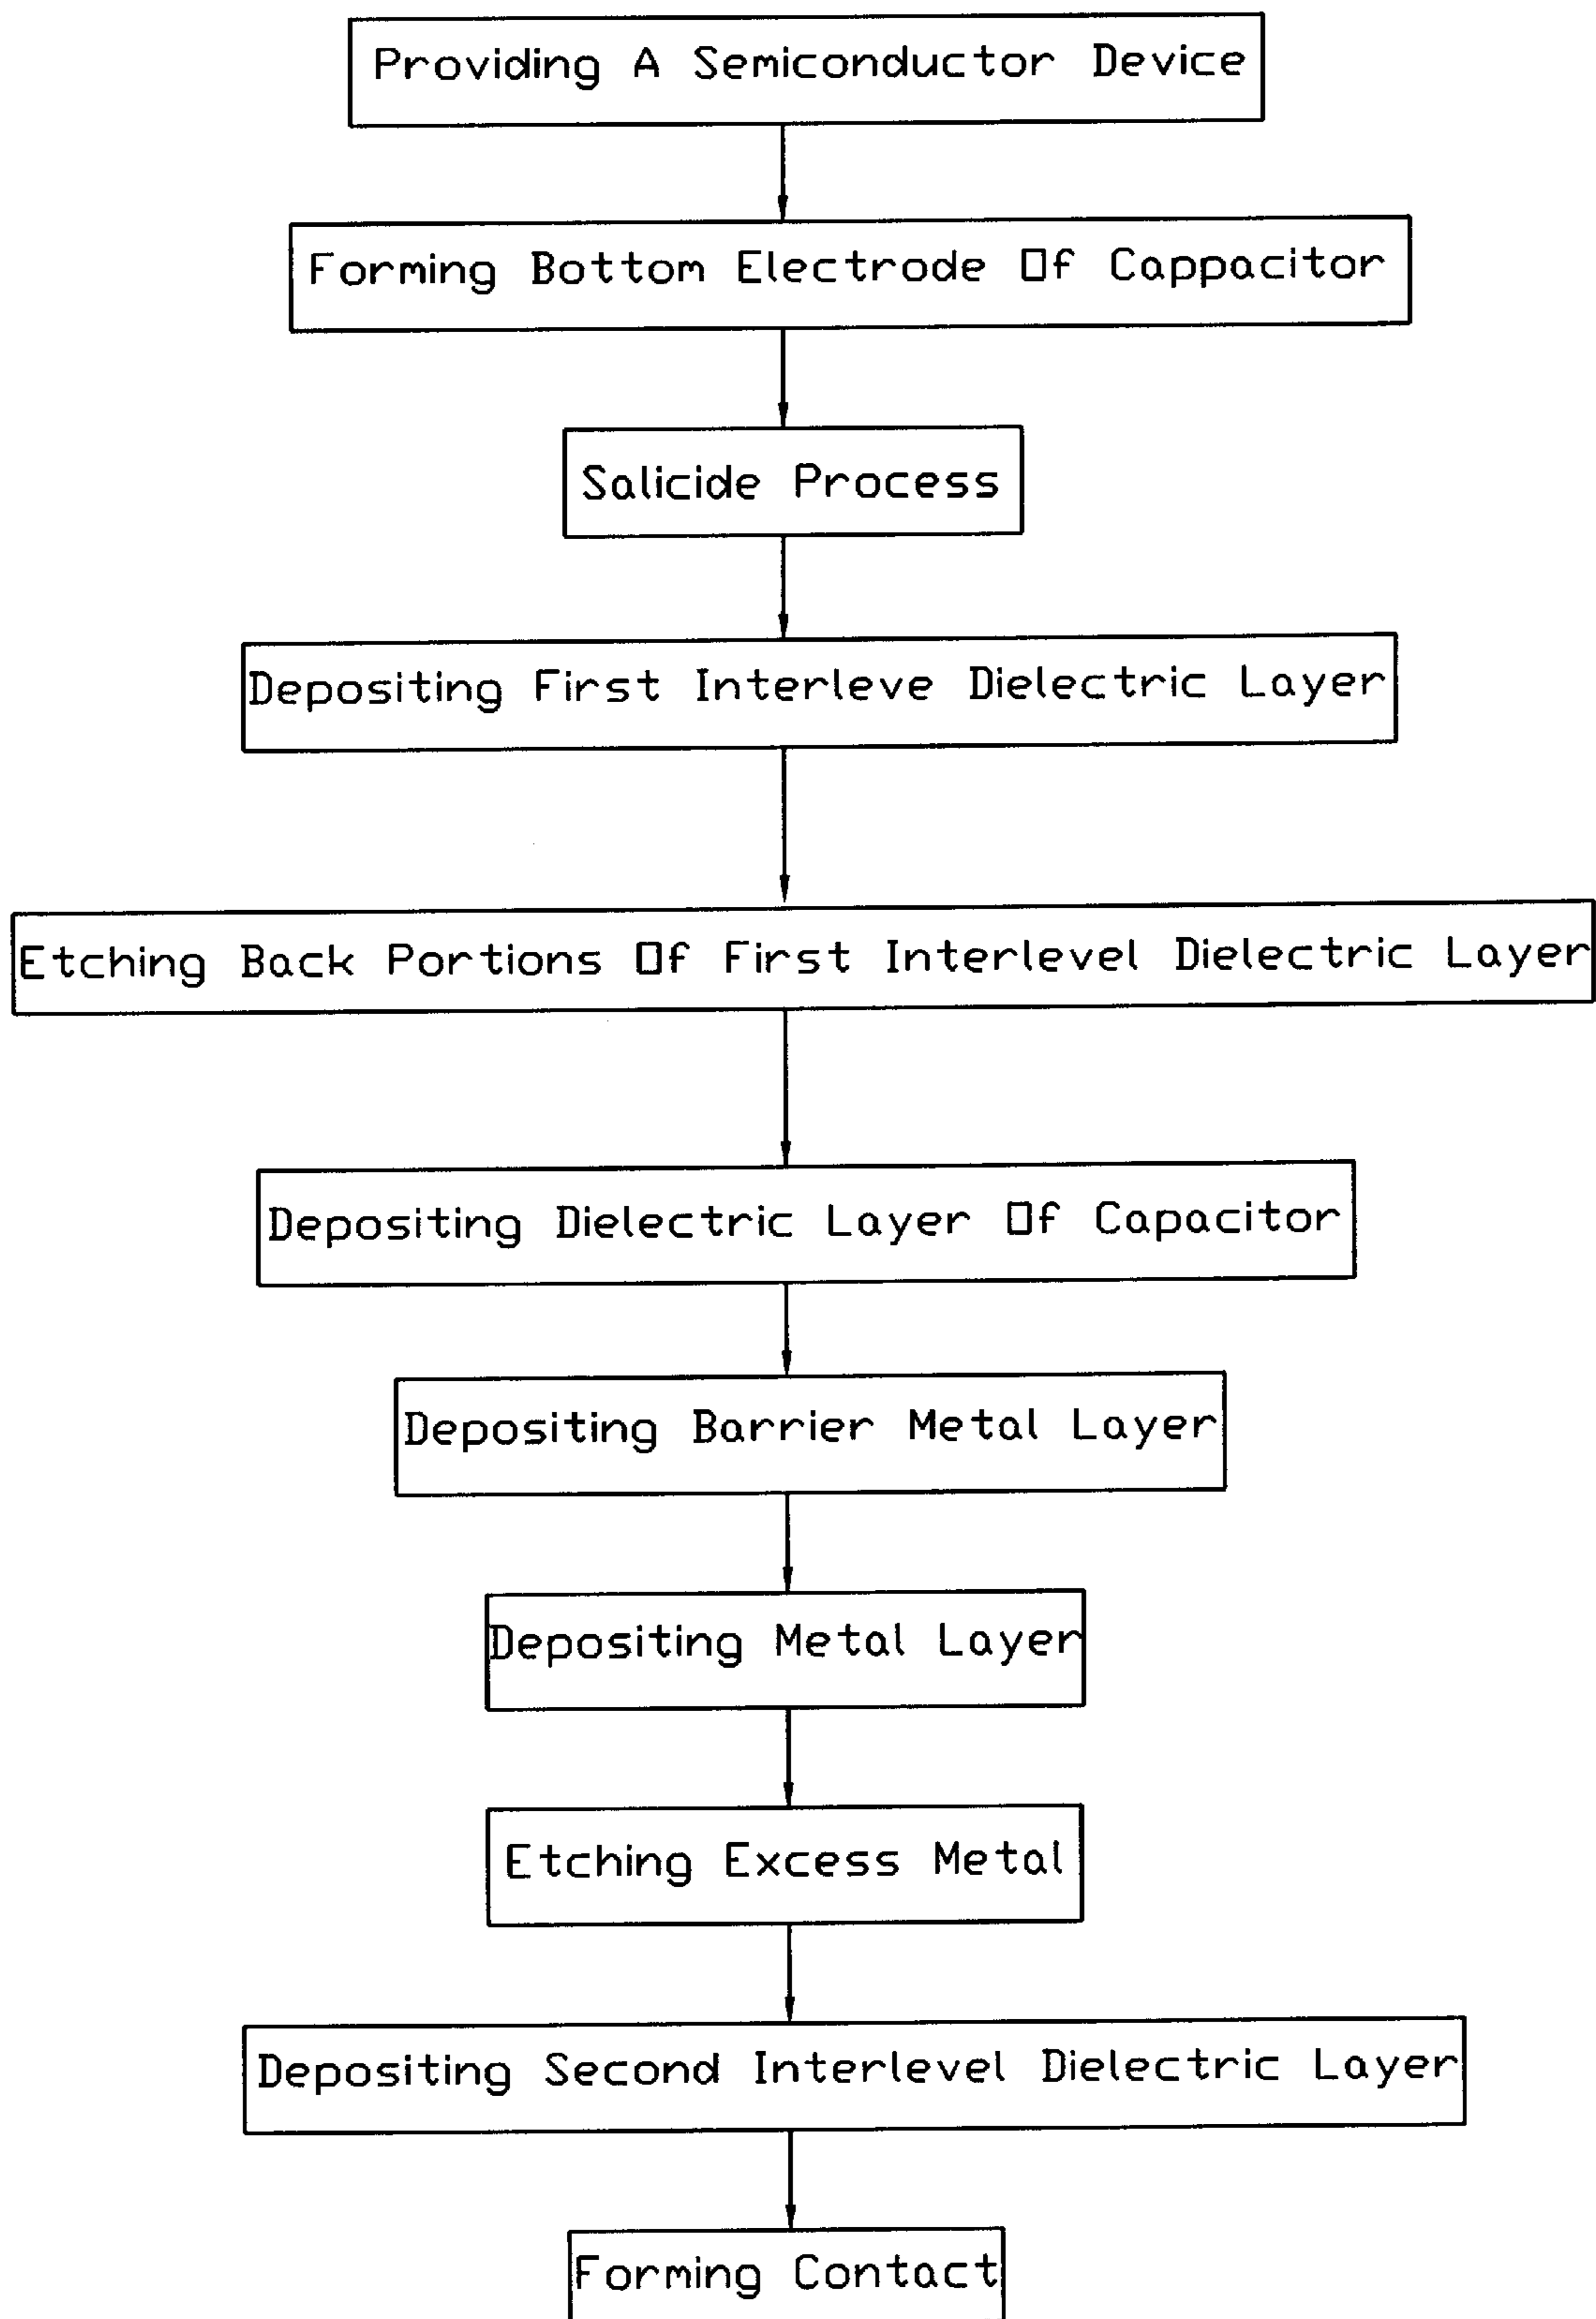 Providing A Semiconductor Device
Forming Bottom Electrode Of Cappacitor
Salicide Process
Depositing First Interleve Dielectric Layer
Etching Back Portions Of First Interlevel Dielectric Layer
Depositing Dielectric Layer Of Capacitor
Depositing Barrier Metal Layer
Depositing Metal Layer
Etching Excess Metal
Depositing Second Interlevel Dielectric Layer
Forming Contact